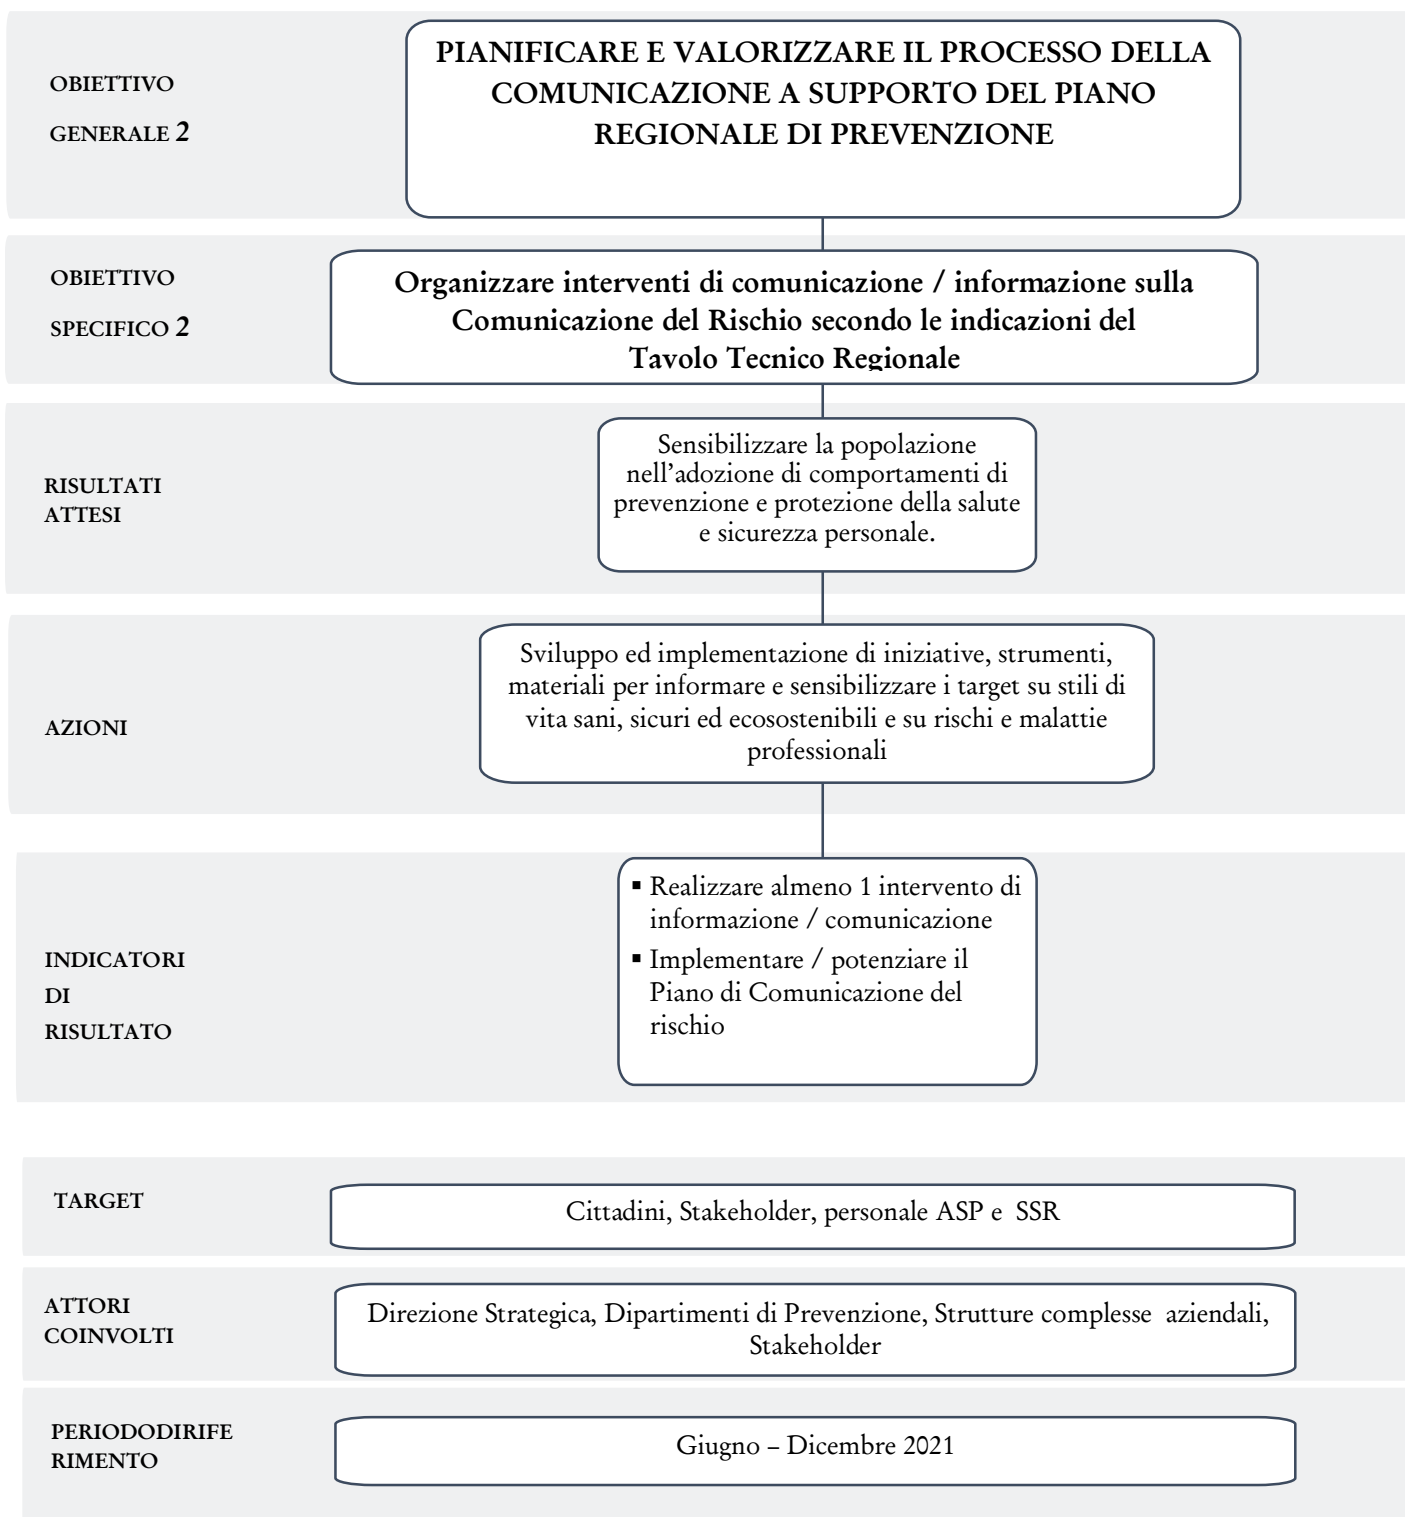 OBIETTIVO
GENERALE 2
PIANIFICARE E VALORIZZARE IL PROCESSO DELLA
COMUNICAZIONE A SUPPORTO DEL PIANO
REGIONALE DI PREVENZIONE
OBIETTIVO
SPECIFICO 2
Organizzare interventi di comunicazione / informazione sulla
Comunicazione del Rischio secondo le indicazioni del
Tavolo Tecnico Regionale
RISULTATI
ATTESI
Sensibilizzare la popolazione
nell’adozione di comportamenti di
prevenzione e protezione della salute
e sicurezza personale.
AZIONI
Sviluppo ed implementazione di iniziative, strumenti,
materiali per informare e sensibilizzare i target su stili di
vita sani, sicuri ed ecosostenibili e su rischi e malattie
professionali
INDICATORI
DI
RISULTATO
▪ Realizzare almeno 1 intervento di
informazione / comunicazione
▪ Implementare / potenziare il
Piano di Comunicazione del
rischio
TARGET
Cittadini, Stakeholder, personale ASP e SSR
ATTORI
COINVOLTI
Direzione Strategica, Dipartimenti di Prevenzione, Strutture complesse aziendali,
Stakeholder
PERIODODIRIFE
RIMENTO
Giugno – Dicembre 2021